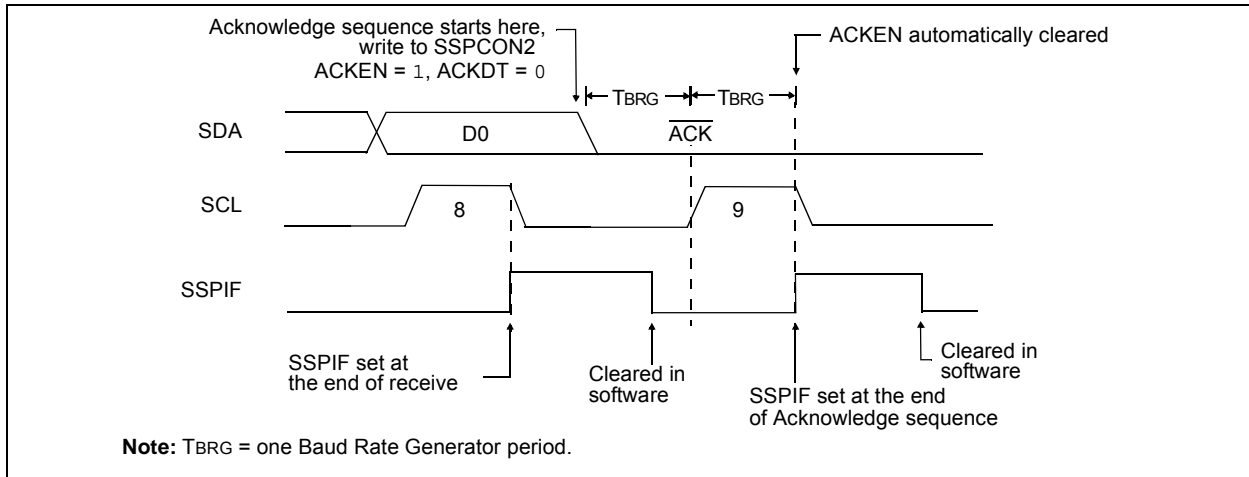 Acknowledge sequence starts here,
write to SSPCON2
ACKEN = 1, ACKDT = 0
ACKEN automatically cleared
TBRG
TBRG
SDA
D0
ACK
SCL
8
9
SSPIF
SSPIF set at
the end of receive
Cleared in
software
SSPIF set at the end
of Acknowledge sequence
Cleared in
software
Note: TBRG = one Baud Rate Generator period.